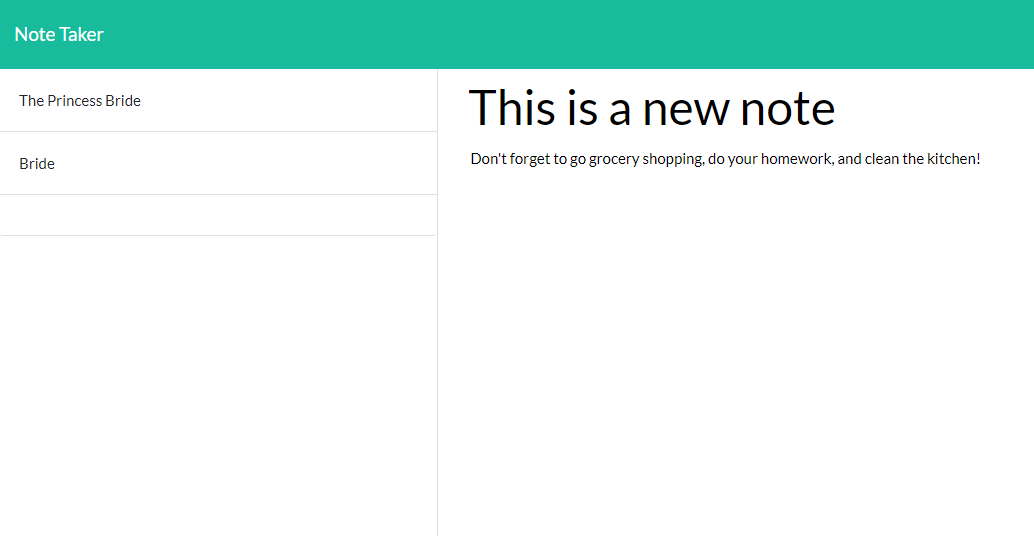 Note Taker
The Princess Bride
Bride
This is a new note
Don't forget to go grocery shopping, do your homework, and clean the kitchen!